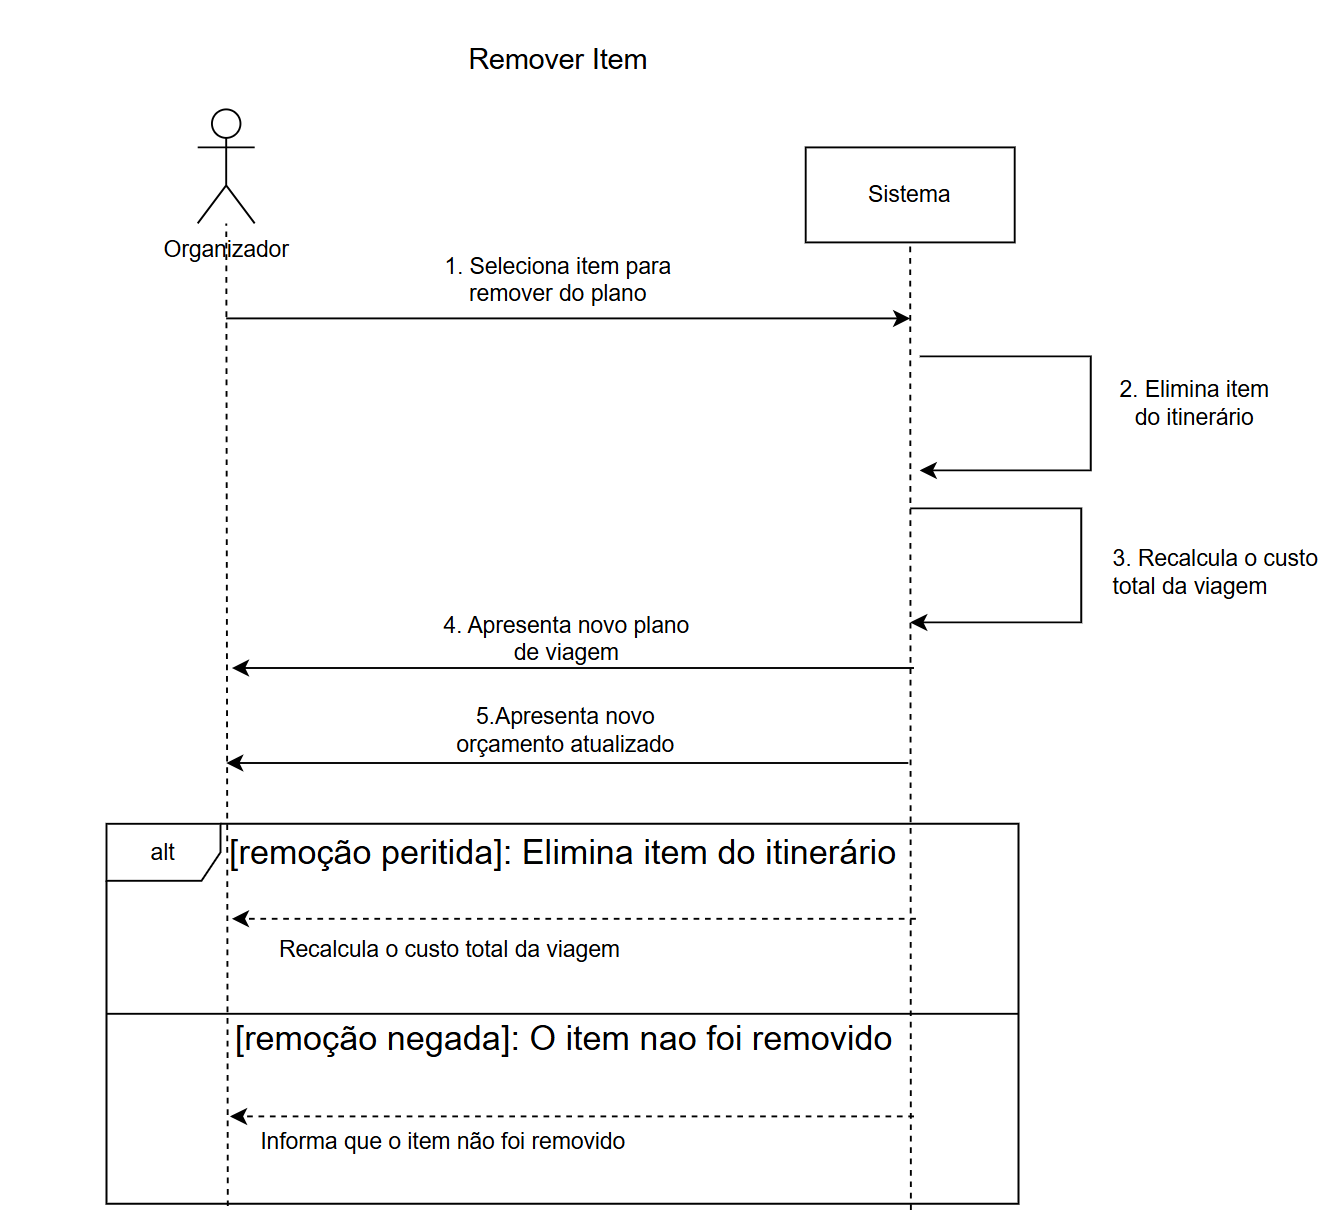 Remover Item
Organizador
Sistema
1. Seleciona item para
remover do plano
2. Elimina item
do itinerário
3. Recalcula o custo
total da viagem
4. Apresenta novo plano
de viagem
5.Apresenta novo
orçamento atualizado
alt
[remoção peritida]: Elimina item do itinerário
Recalcula o custo total da viagem
[remoção negada]: O item nao foi removido
Informa que o item não foi removido